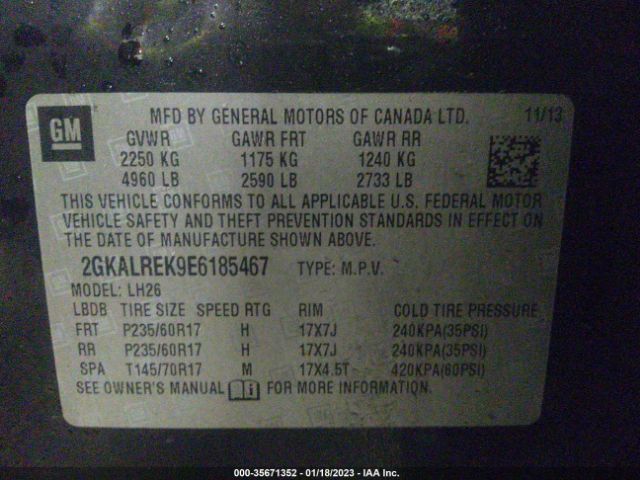 GM
MFD BY GENERAL MOTORS OF CANADA LTD. 11/13
GVWR GAWR FRT GAWR RR
2250 KG 1175 KG 1240 KG
4960 LB 2590 LB 2733 LB
THIS VEHICLE CONFORMS TO ALL APPLICABLE U.S. FEDERAL MOTOR
VEHICLE SAFETY AND THEFT PREVENTION STANDARDS IN EFFECT ON
THE DATE OF MANUFACTURE SHOWN ABOVE.
2GKALREK9E6185467 TYPE: M.P.V.
MODEL: LH26
LBDB TIRE SIZE SPEED RTG RIM COLD TIRE PRESSURE
FRT P235/60R17 H 17X7J 240KPA(35PSI)
RR P235/60R17 H 17X7J 240KPA(35PSI)
SPA T145/70R17 M 17X4.5T 420KPA(60PSI)
SEE OWNER'S MANUAL FOR MORE INFORMATION.
000-35671352 - 01/18/2023 - IAA Inc.